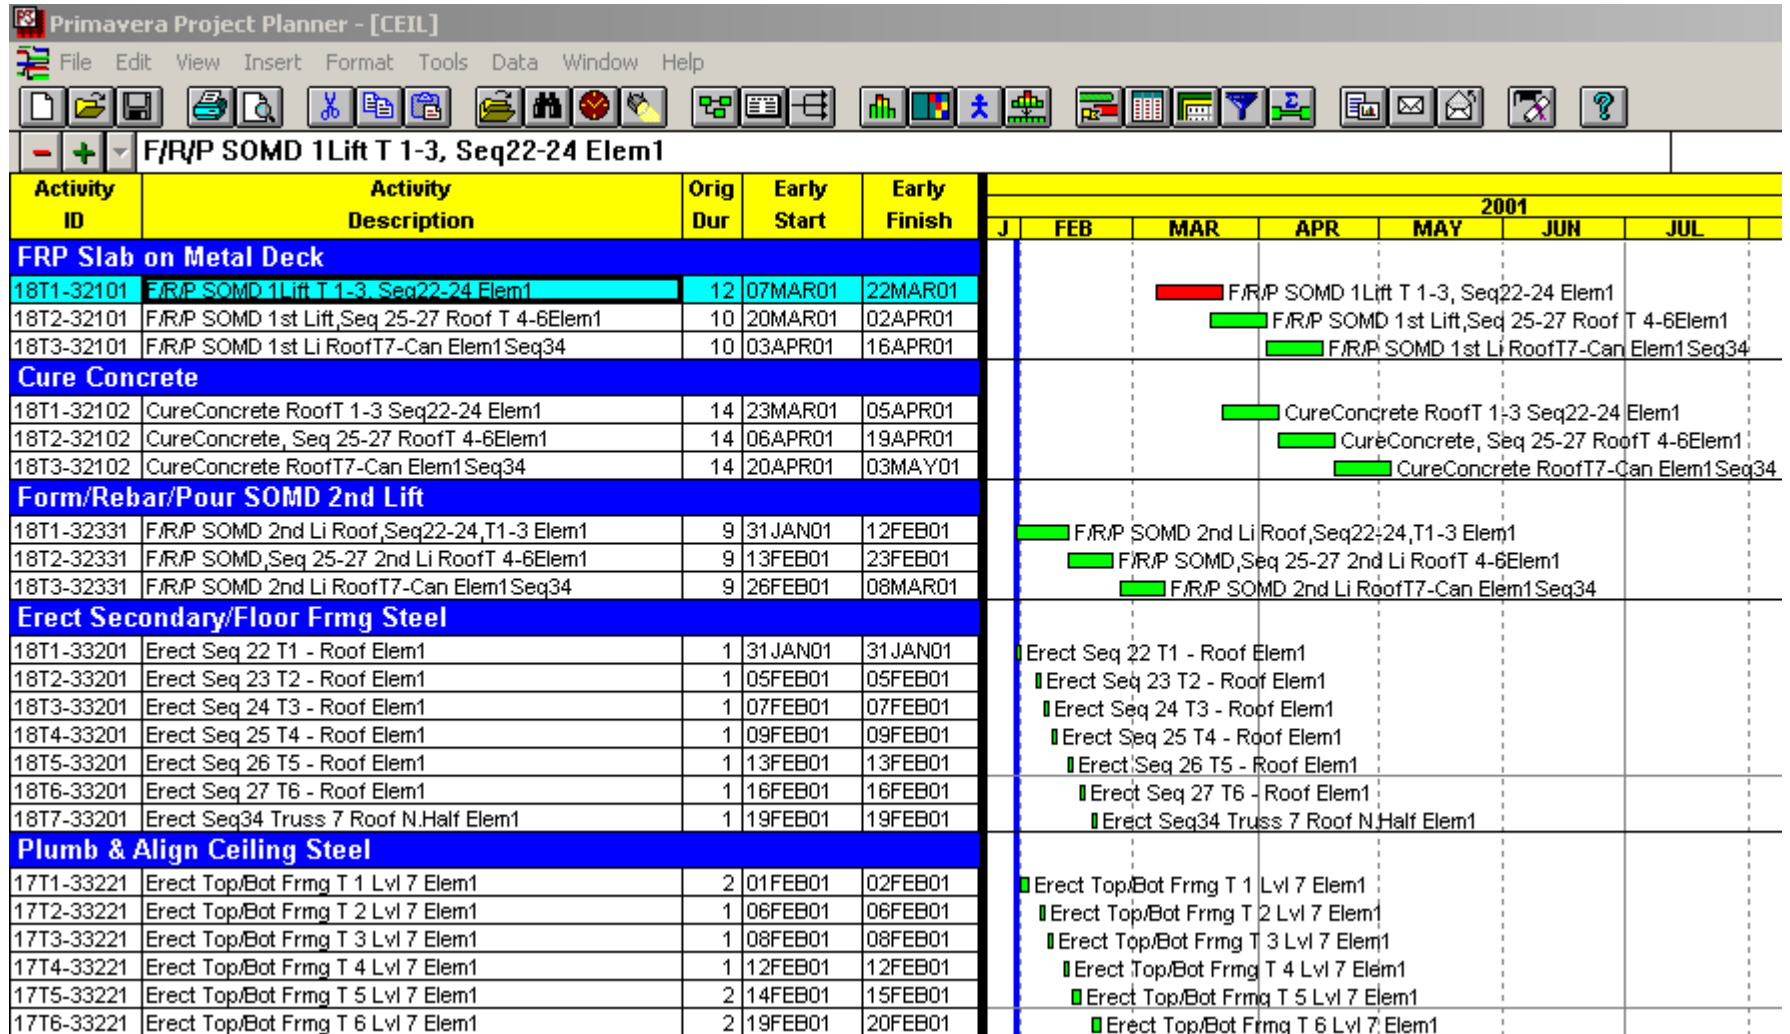 Primavera Project Planner - [CEIL]
File Edit View Insert Format Tools Data Window Help
F/R/P SOMD 1Lift T 1-3, Seq22-24 Elem1
Activity ID Activity Description Orig Dur Early Start Early Finish
2001
J FEB MAR APR MAY JUN JUL
FRP Slab on Metal Deck
18T1-32101 F/R/P SOMD 1Lift T 1-3, Seq22-24 Elem1 12 07MAR01 22MAR01 F/R/P SOMD 1Lift T 1-3, Seq22-24 Elem1
18T2-32101 F/R/P SOMD 1st Lift,Seq 25-27 Roof T 4-6Elem1 10 20MAR01 02APR01 F/R/P SOMD 1st Lift,Seq 25-27 Roof T 4-6Elem1
18T3-32101 F/R/P SOMD 1st Li RoofT7-Can Elem1Seq34 10 03APR01 16APR01 F/R/P SOMD 1st Li RoofT7-Can Elem1Seq34
Cure Concrete
18T1-32102 CureConcrete RoofT 1-3 Seq22-24 Elem1 14 23MAR01 05APR01 CureConcrete RoofT 1-3 Seq22-24 Elem1
18T2-32102 CureConcrete, Seq 25-27 RoofT 4-6Elem1 14 06APR01 19APR01 CureConcrete, Seq 25-27 RoofT 4-6Elem1
18T3-32102 CureConcrete RoofT7-Can Elem1Seq34 14 20APR01 03MAY01 CureConcrete RoofT7-Can Elem1Seq34
Form/Rebar/Pour SOMD 2nd Lift
18T1-32331 F/R/P SOMD 2nd Li Roof,Seq22-24,T1-3 Elem1 9 31JAN01 12FEB01 F/R/P SOMD 2nd Li Roof,Seq22-24,T1-3 Elem1
18T2-32331 F/R/P SOMD,Seq 25-27 2nd Li RoofT 4-6Elem1 9 13FEB01 23FEB01 F/R/P SOMD,Seq 25-27 2nd Li RoofT 4-6Elem1
18T3-32331 F/R/P SOMD 2nd Li RoofT7-Can Elem1Seq34 9 26FEB01 08MAR01 F/R/P SOMD 2nd Li RoofT7-Can Elem1Seq34
Erect Secondary/Floor Frmg Steel
18T1-33201 Erect Seq 22 T1 - Roof Elem1 1 31JAN01 31JAN01 Erect Seq 22 T1 - Roof Elem1
18T2-33201 Erect Seq 23 T2 - Roof Elem1 1 05FEB01 05FEB01 Erect Seq 23 T2 - Roof Elem1
18T3-33201 Erect Seq 24 T3 - Roof Elem1 1 07FEB01 07FEB01 Erect Seq 24 T3 - Roof Elem1
18T4-33201 Erect Seq 25 T4 - Roof Elem1 1 09FEB01 09FEB01 Erect Seq 25 T4 - Roof Elem1
18T5-33201 Erect Seq 26 T5 - Roof Elem1 1 13FEB01 13FEB01 Erect Seq 26 T5 - Roof Elem1
18T6-33201 Erect Seq 27 T6 - Roof Elem1 1 16FEB01 16FEB01 Erect Seq 27 T6 - Roof Elem1
18T7-33201 Erect Seq34 Truss 7 Roof N.Half Elem1 1 19FEB01 19FEB01 Erect Seq34 Truss 7 Roof N.Half Elem1
Plumb & Align Ceiling Steel
17T1-33221 Erect Top/Bot Frmg T 1 Lvl 7 Elem1 2 01FEB01 02FEB01 Erect Top/Bot Frmg T 1 Lvl 7 Elem1
17T2-33221 Erect Top/Bot Frmg T 2 Lvl 7 Elem1 1 06FEB01 06FEB01 Erect Top/Bot Frmg T 2 Lvl 7 Elem1
17T3-33221 Erect Top/Bot Frmg T 3 Lvl 7 Elem1 1 08FEB01 08FEB01 Erect Top/Bot Frmg T 3 Lvl 7 Elem1
17T4-33221 Erect Top/Bot Frmg T 4 Lvl 7 Elem1 1 12FEB01 12FEB01 Erect Top/Bot Frmg T 4 Lvl 7 Elem1
17T5-33221 Erect Top/Bot Frmg T 5 Lvl 7 Elem1 2 14FEB01 15FEB01 Erect Top/Bot Frmg T 5 Lvl 7 Elem1
17T6-33221 Erect Top/Bot Frmg T 6 Lvl 7 Elem1 2 19FEB01 20FEB01 Erect Top/Bot Frmg T 6 Lvl 7 Elem1